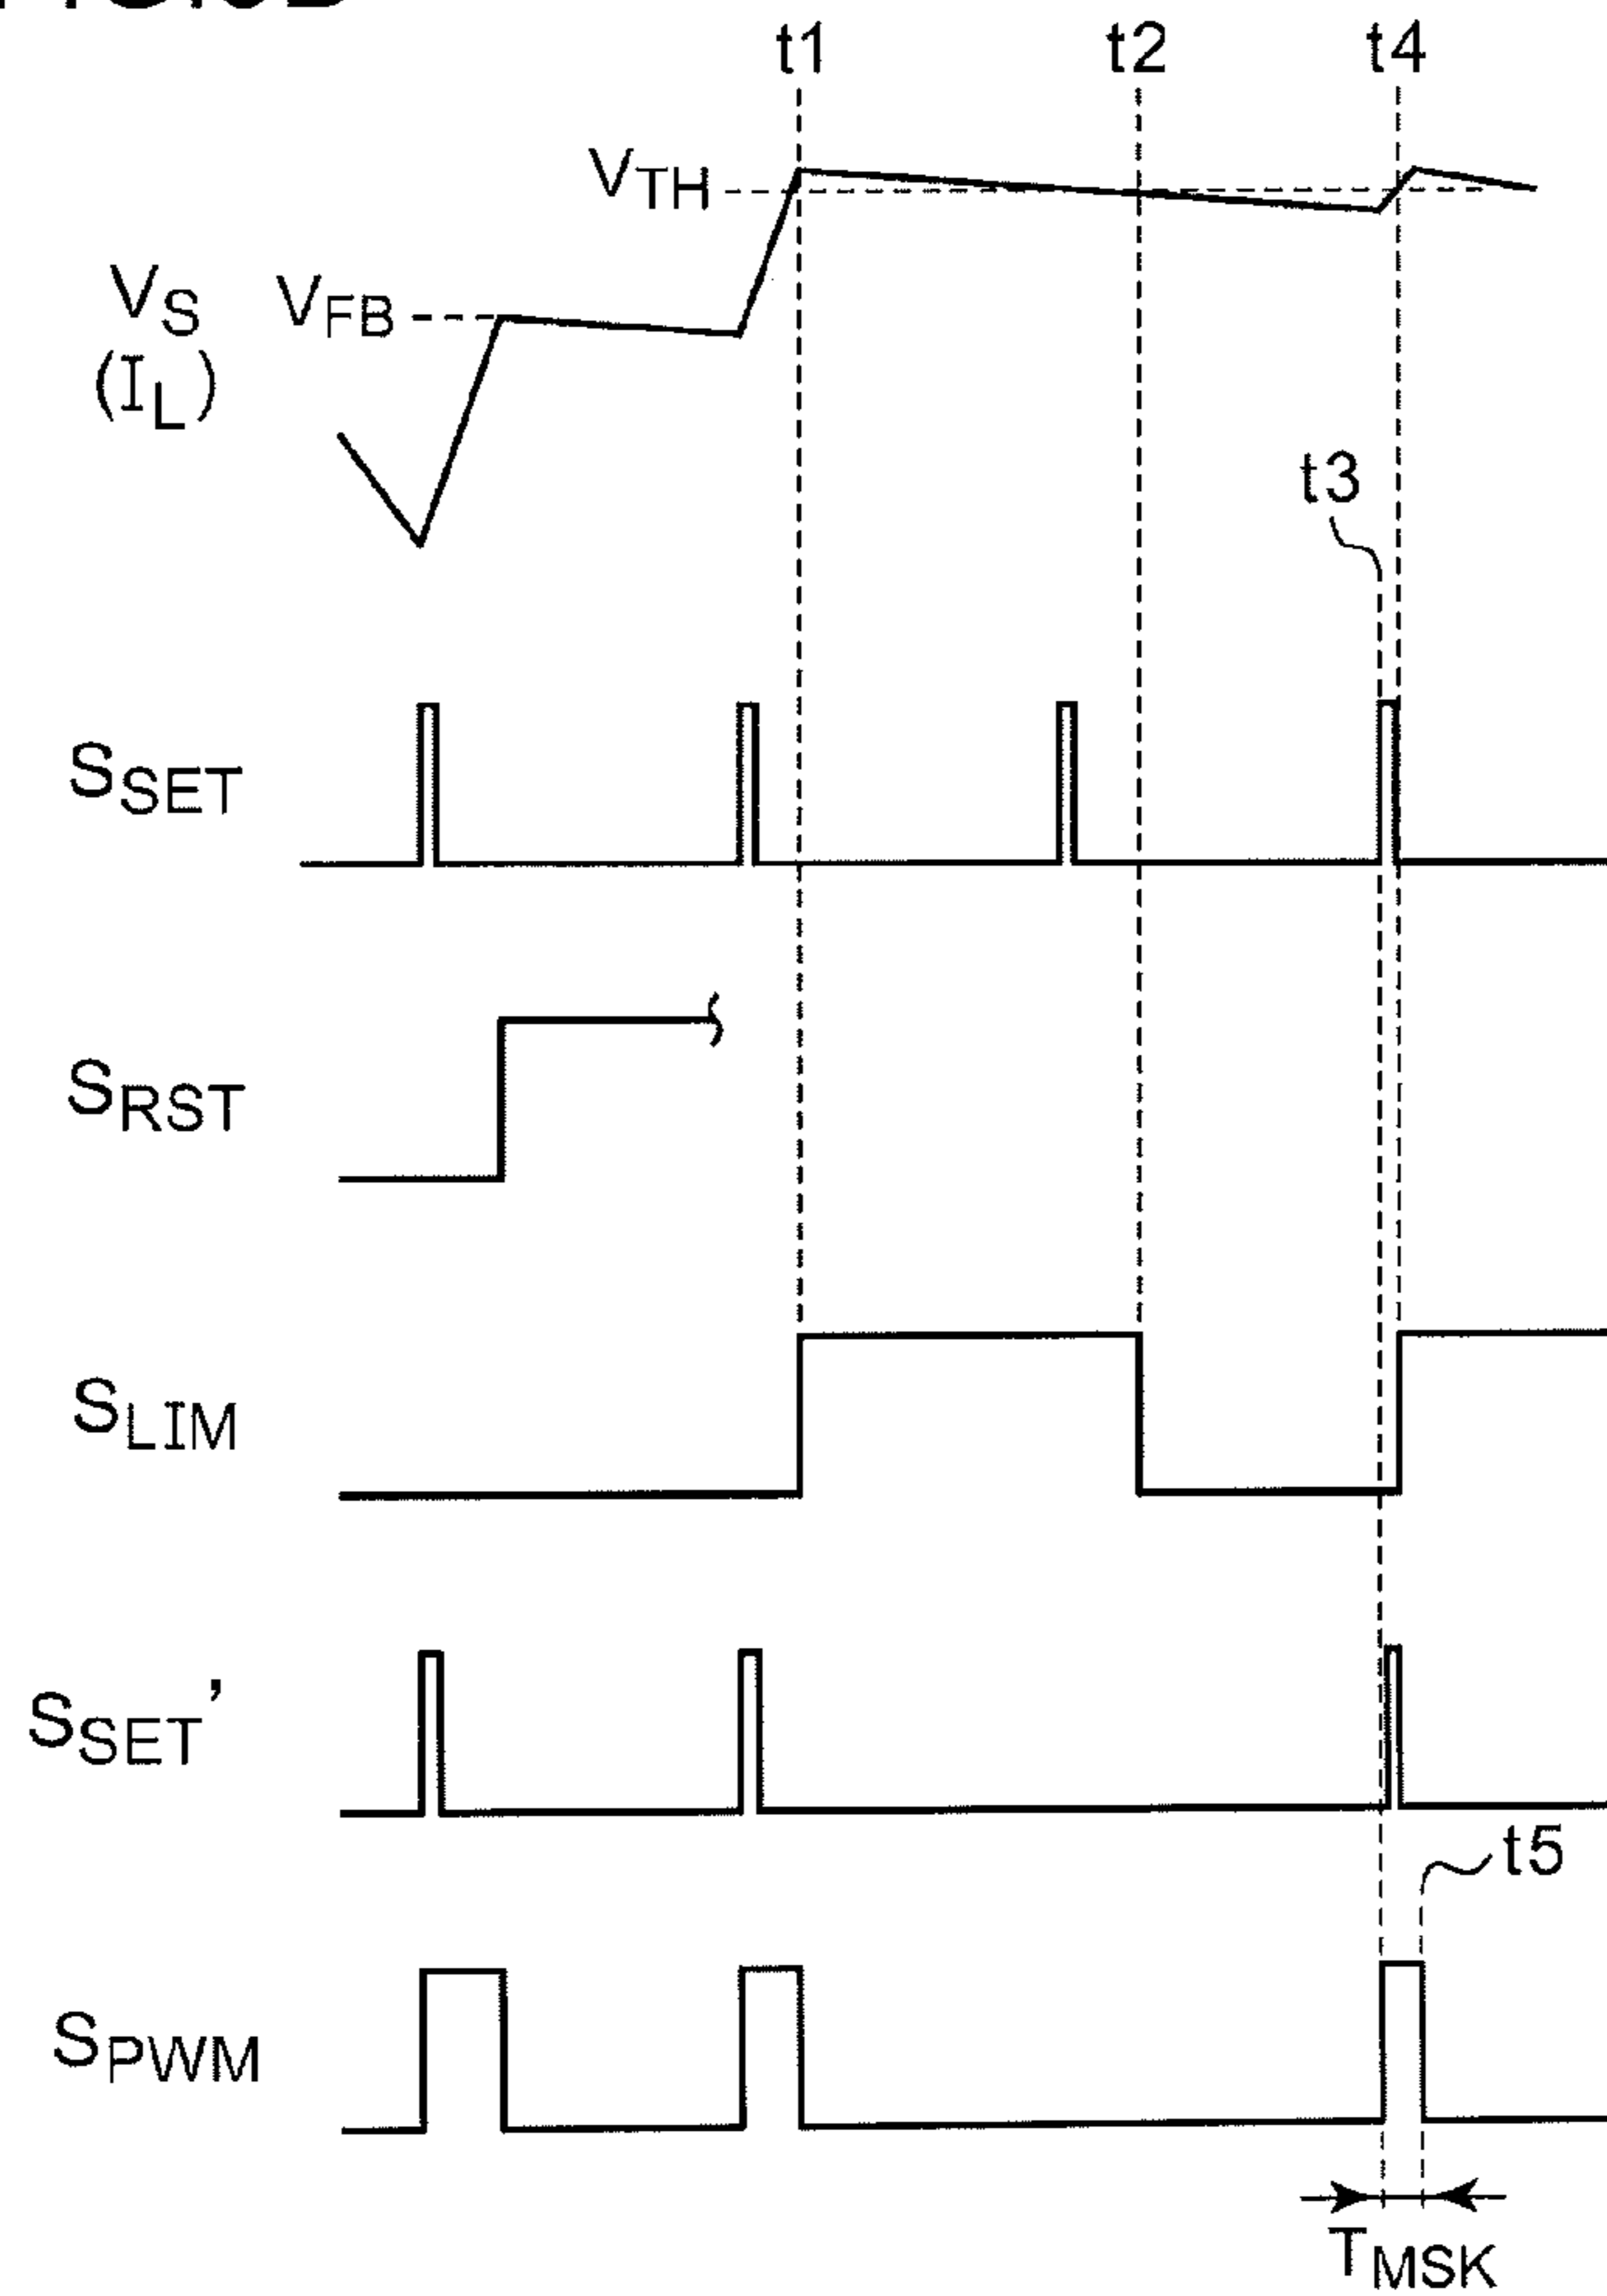 t1 t2 t4
VTH
VS VFB
(IL)
t3
SSET
SRST
SLIM
SSET’
t5
SPWM
TMSK